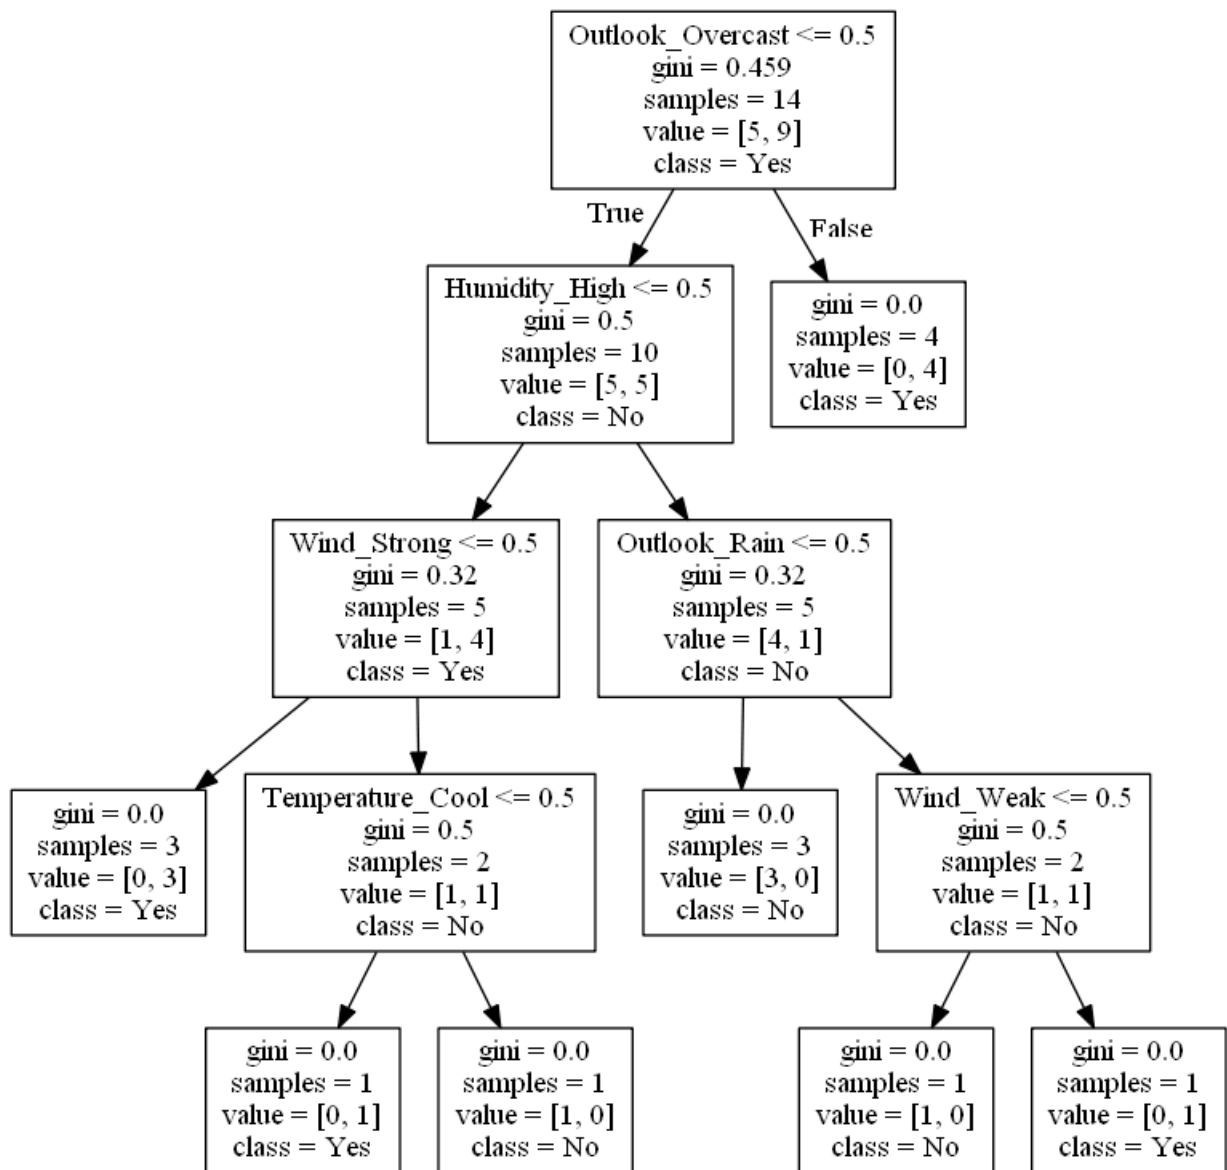 Outlook_Overcast <= 0.5
gini = 0.459
samples = 14
value = [5, 9]
class = Yes
True
False
Humidity_High <= 0.5
gini = 0.5
samples = 10
value = [5, 5]
class = No
gini = 0.0
samples = 4
value = [0, 4]
class = Yes
Wind_Strong <= 0.5
gini = 0.32
samples = 5
value = [1, 4]
class = Yes
Outlook_Rain <= 0.5
gini = 0.32
samples = 5
value = [4, 1]
class = No
gini = 0.0
samples = 3
value = [0, 3]
class = Yes
Temperature_Cool <= 0.5
gini = 0.5
samples = 2
value = [1, 1]
class = No
gini = 0.0
samples = 3
value = [3, 0]
class = No
Wind_Weak <= 0.5
gini = 0.5
samples = 2
value = [1, 1]
class = No
gini = 0.0
samples = 1
value = [0, 1]
class = Yes
gini = 0.0
samples = 1
value = [1, 0]
class = No
gini = 0.0
samples = 1
value = [1, 0]
class = No
gini = 0.0
samples = 1
value = [0, 1]
class = Yes